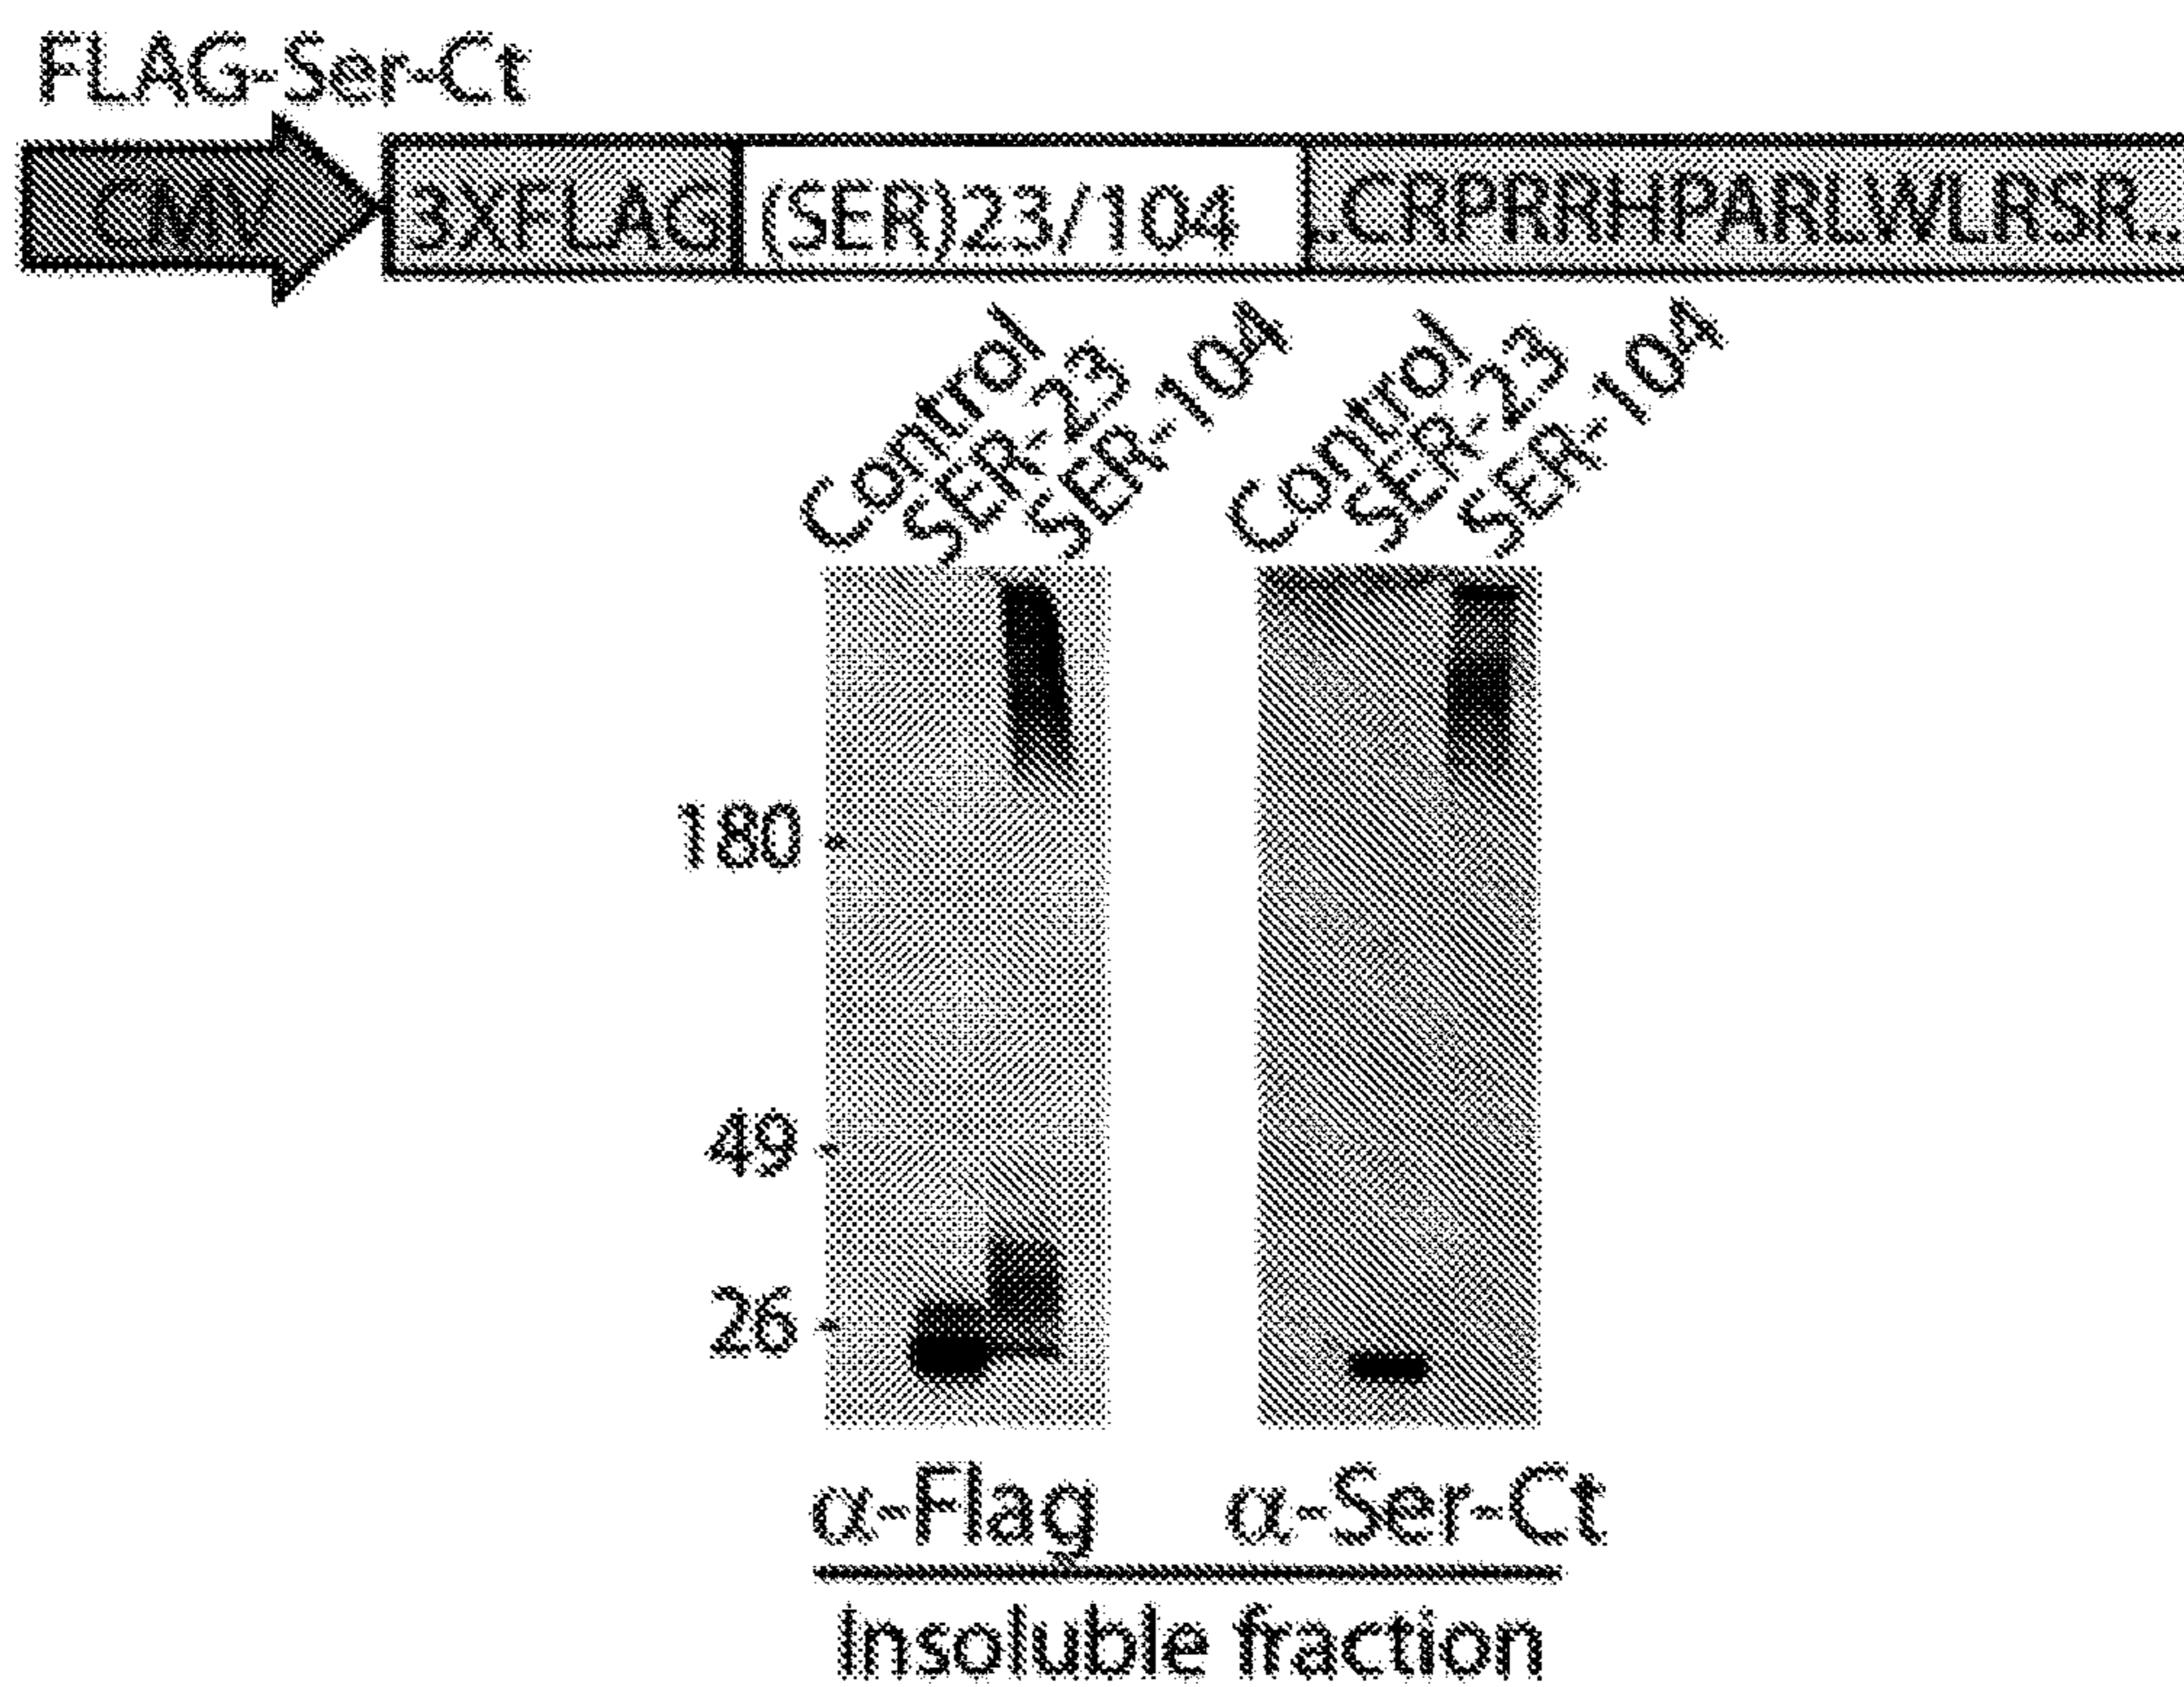 FLAG-Ser-Ct
CMV 3XFLAG (SER)23/104 ..CRPRRHPARLWLRSR..
Control SER-23 SER-104 Control SER-23 SER-104
180
49
26
α-Flag α-Ser-Ct
Insoluble fraction